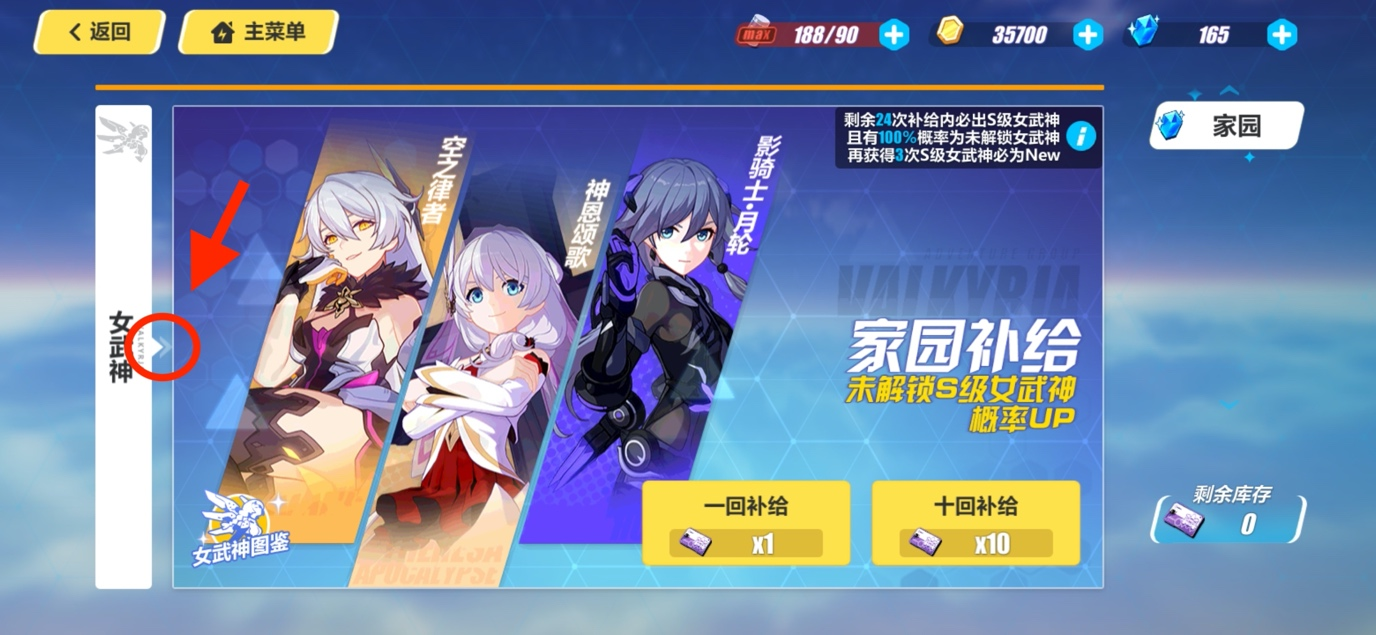 返回
主菜单
max
188/90
35700
165
家园
剩余24次补给内必出S级女武神
且有100%概率为未解锁女武神
再获得3次S级女武神必为New
空之律者
神恩颂歌
影骑士·月轮
女武神
VALKYRIA
家园补给
未解锁S级女武神
概率UP
女武神图鉴
一回补给
x1
十回补给
x10
剩余库存
0
APOCALYPSE